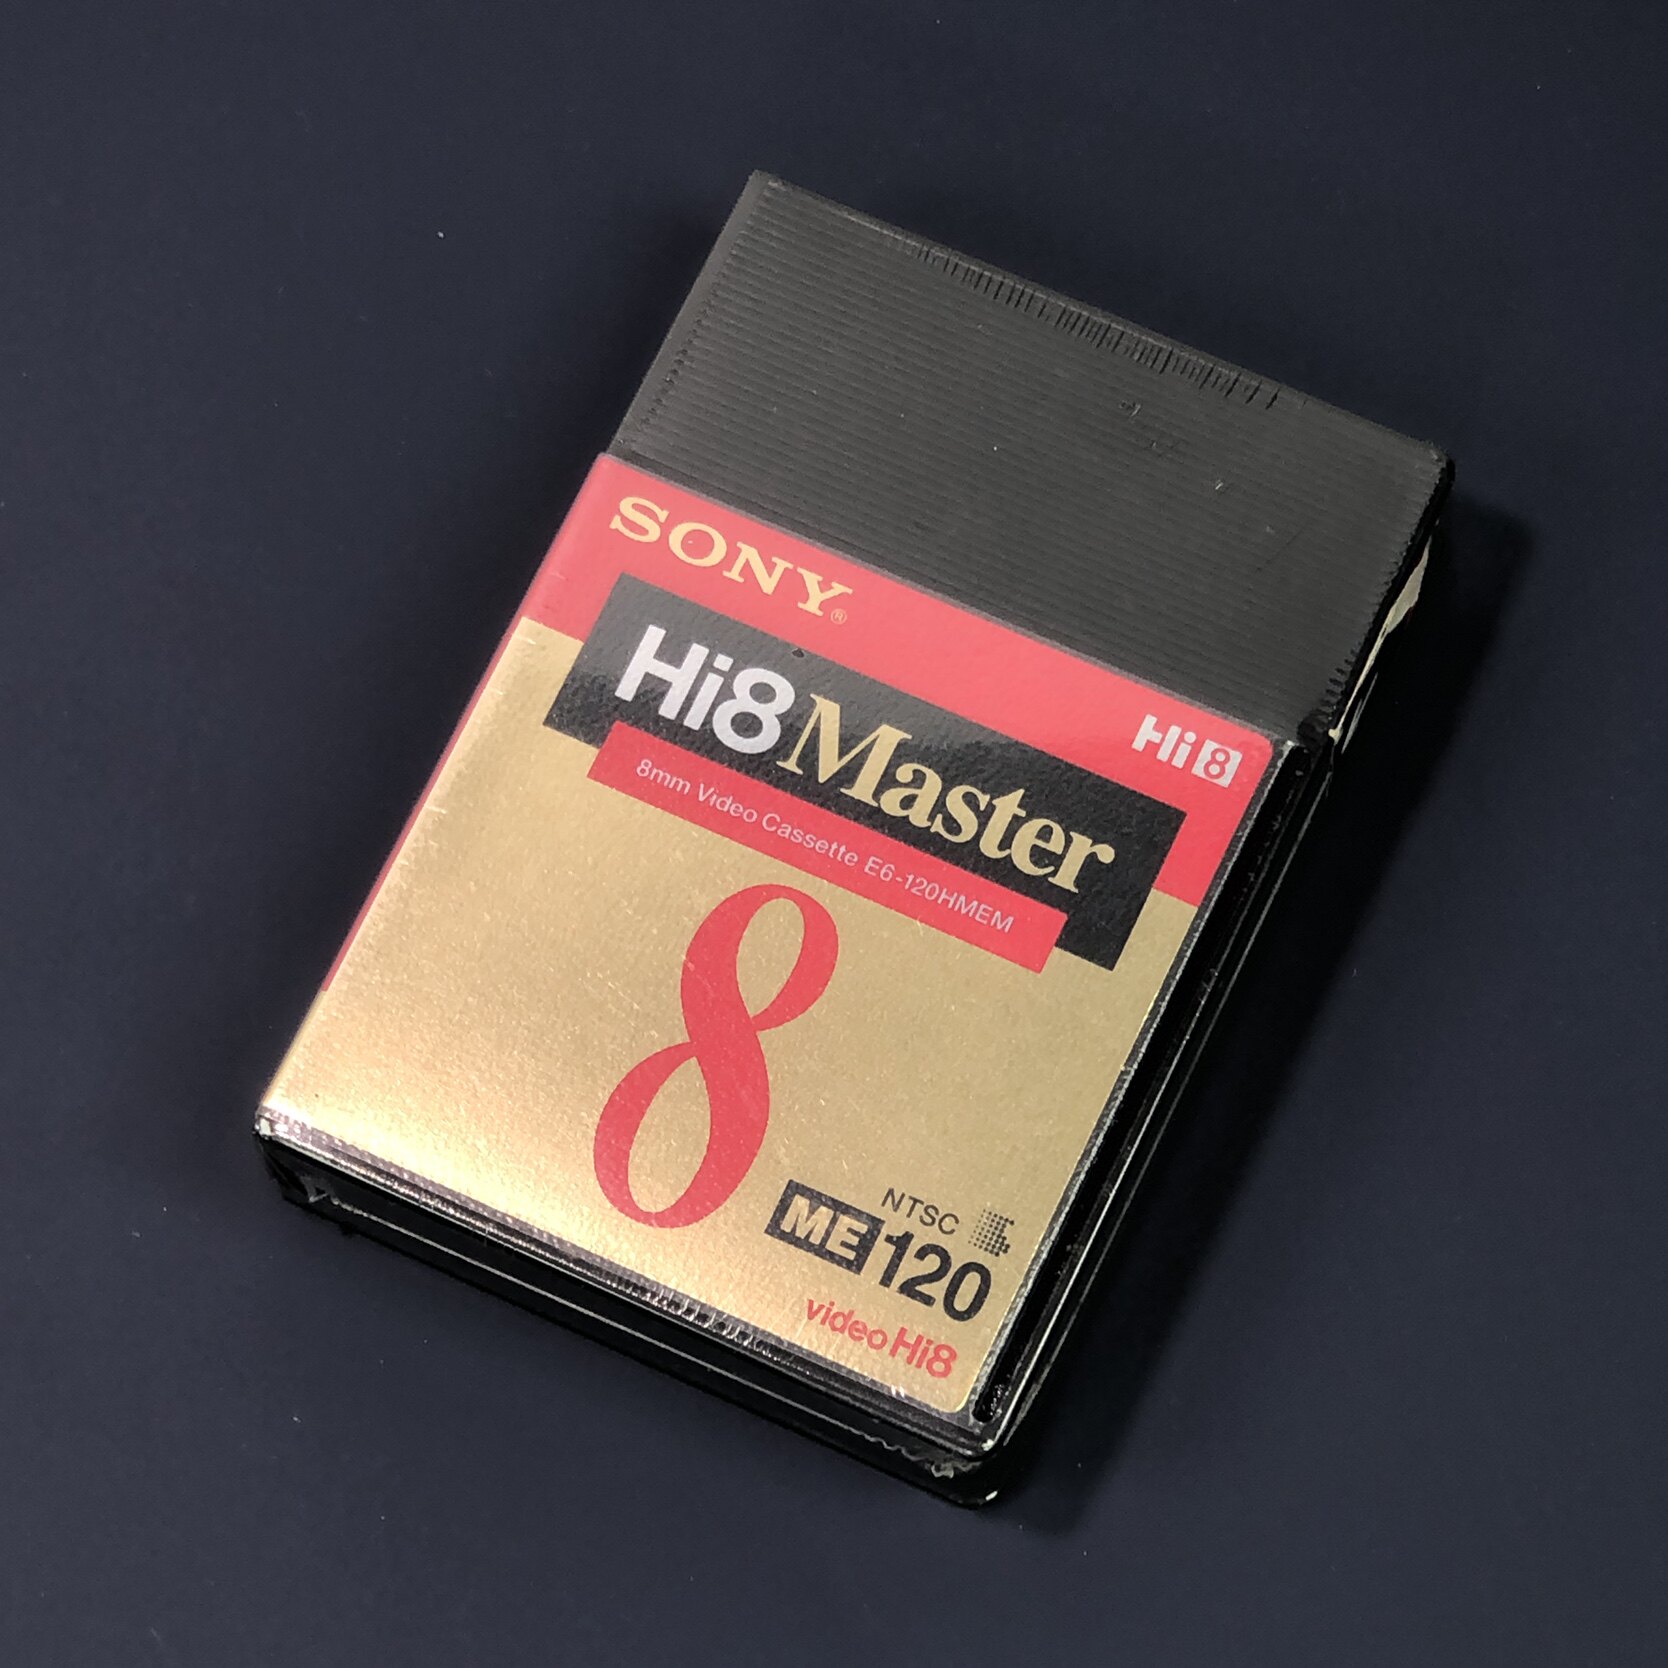 SONY®
Hi8
Hi8 Master
8mm Video Cassette E6-120HMEM
8
NTSC
ME 120
video Hi8